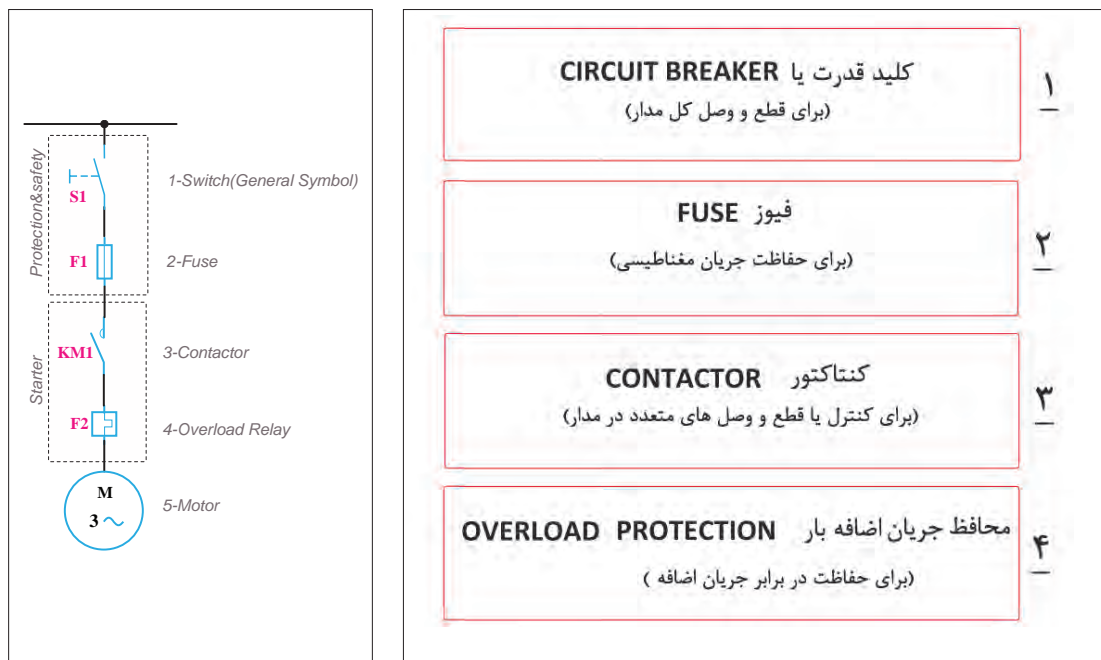 Protection&safety
S1
1-Switch(General Symbol)
F1
2-Fuse
Starter
KM1
3-Contactor
F2
4-Overload Relay
M
3
5-Motor
کلید قدرت یا CIRCUIT BREAKER
(برای قطع و وصل کل مدار)
۱
فیوز FUSE
(برای حفاظت جریان مغناطیسی)
۲
کنتاکتور CONTACTOR
(برای کنترل یا قطع و وصل های متعدد در مدار)
۳
محافظ جریان اضافه بار OVERLOAD PROTECTION
(برای حفاظت در برابر جریان اضافه )
۴